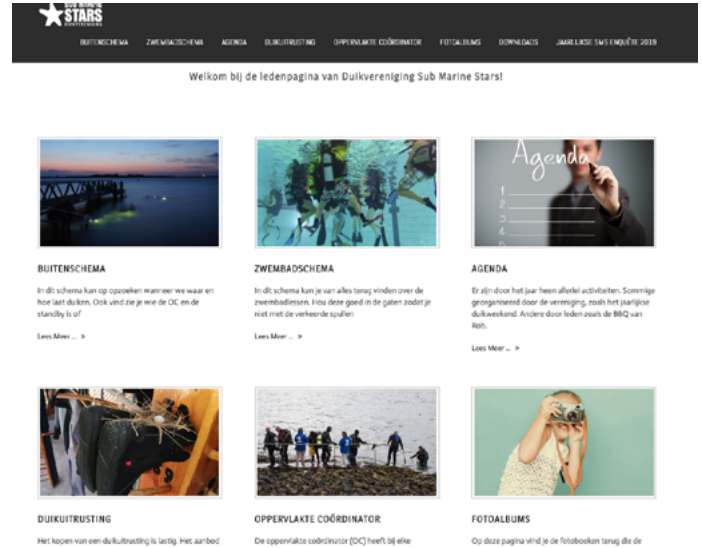 SUB MARINE
STARS
DUIKVERENIGING
BUITENSCHEMA ZWEMBADSCHEMA AGENDA DUIKUITRUSTING OPPERVLAKTE COÖRDINATOR FOTOALBUMS DOWNLOADS JAARLIJKSE SMS ENQUÊTE 2019
Welkom bij de ledenpagina van Duikvereniging Sub Marine Stars!
Agenda
1
2
3
4
5
BUITENSCHEMA
In dit schema kan op opzoeken wanneer we waar en
hoe laat duiken. Ook vind zie je wie de OC en de
standby is of
Lees Meer ... »
ZWEMBADSCHEMA
In dit schema kan je van alles terug vinden over de
zwembadlessen. Hou deze goed in de gaten zodat je
niet met de verkeerde spullen
Lees Meer ... »
AGENDA
Er zijn door het jaar heen allerlei activiteiten. Sommige
georganiseerd door de vereniging, zoals het jaarlijkse
duikweekend. Andere door leden zoals de BBQ van
Rob.
Lees Meer ... »
DUIKUITRUSTING
Het kopen van een duikuitrusting is lastig. Het aanbod
OPPERVLAKTE COÖRDINATOR
De oppervlakte coördinator (OC) heeft bij elke
FOTOALBUMS
Op deze pagina vind je de fotoboeken terug die de